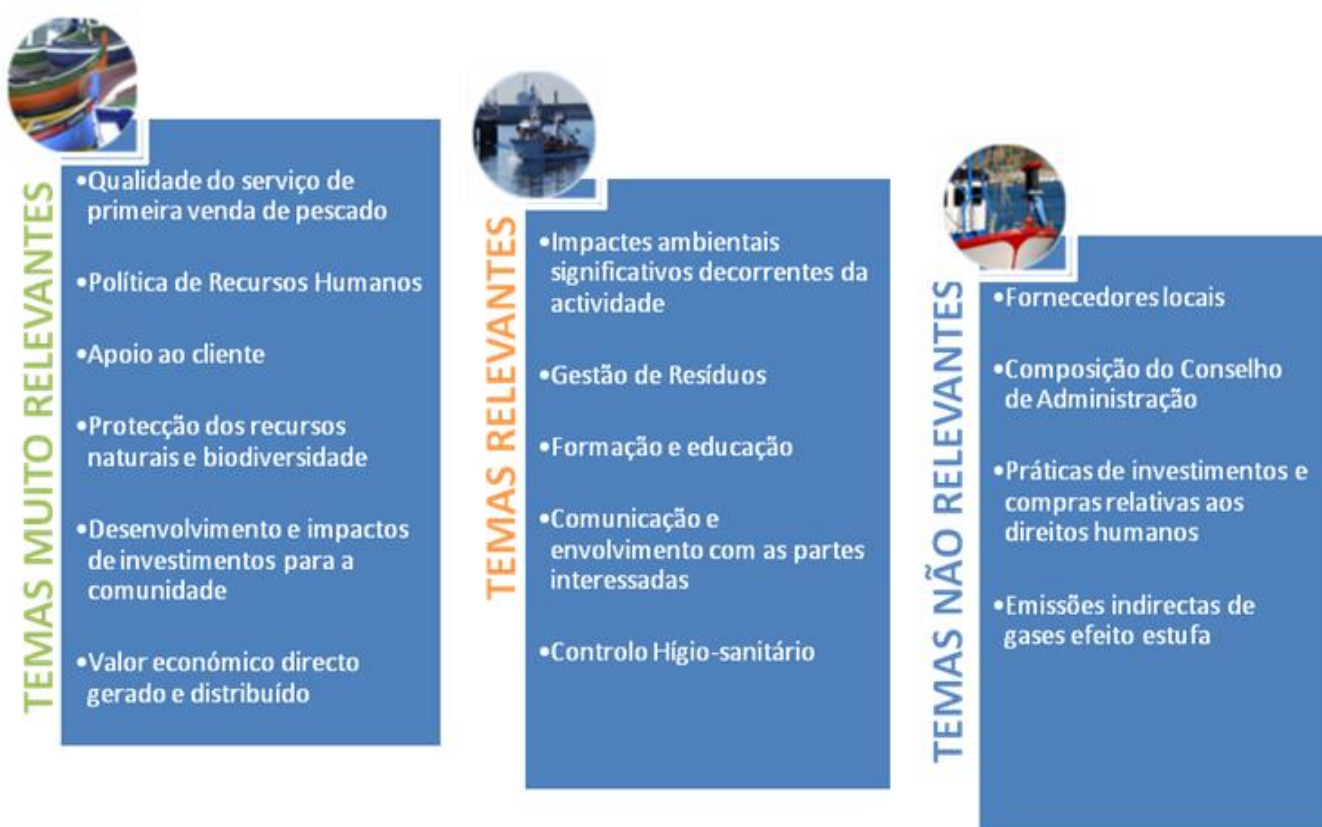 TEMAS MUITO RELEVANTES
•Qualidade do serviço de
primeira venda de pescado
•Política de Recursos Humanos
•Apoio ao cliente
•Protecção dos recursos
naturais e biodiversidade
•Desenvolvimento e impactos
de investimentos para a
comunidade
•Valor económico directo
gerado e distribuído
TEMAS RELEVANTES
•Impactes ambientais
significativos decorrentes da
actividade
•Gestão de Resíduos
•Formação e educação
•Comunicação e
envolvimento com as partes
interessadas
•Controlo Hígio-sanitário
TEMAS NÃO RELEVANTES
•Fornecedores locais
•Composição do Conselho
de Administração
•Práticas de investimentos e
compras relativas aos
direitos humanos
•Emissões indirectas de
gases efeito estufa